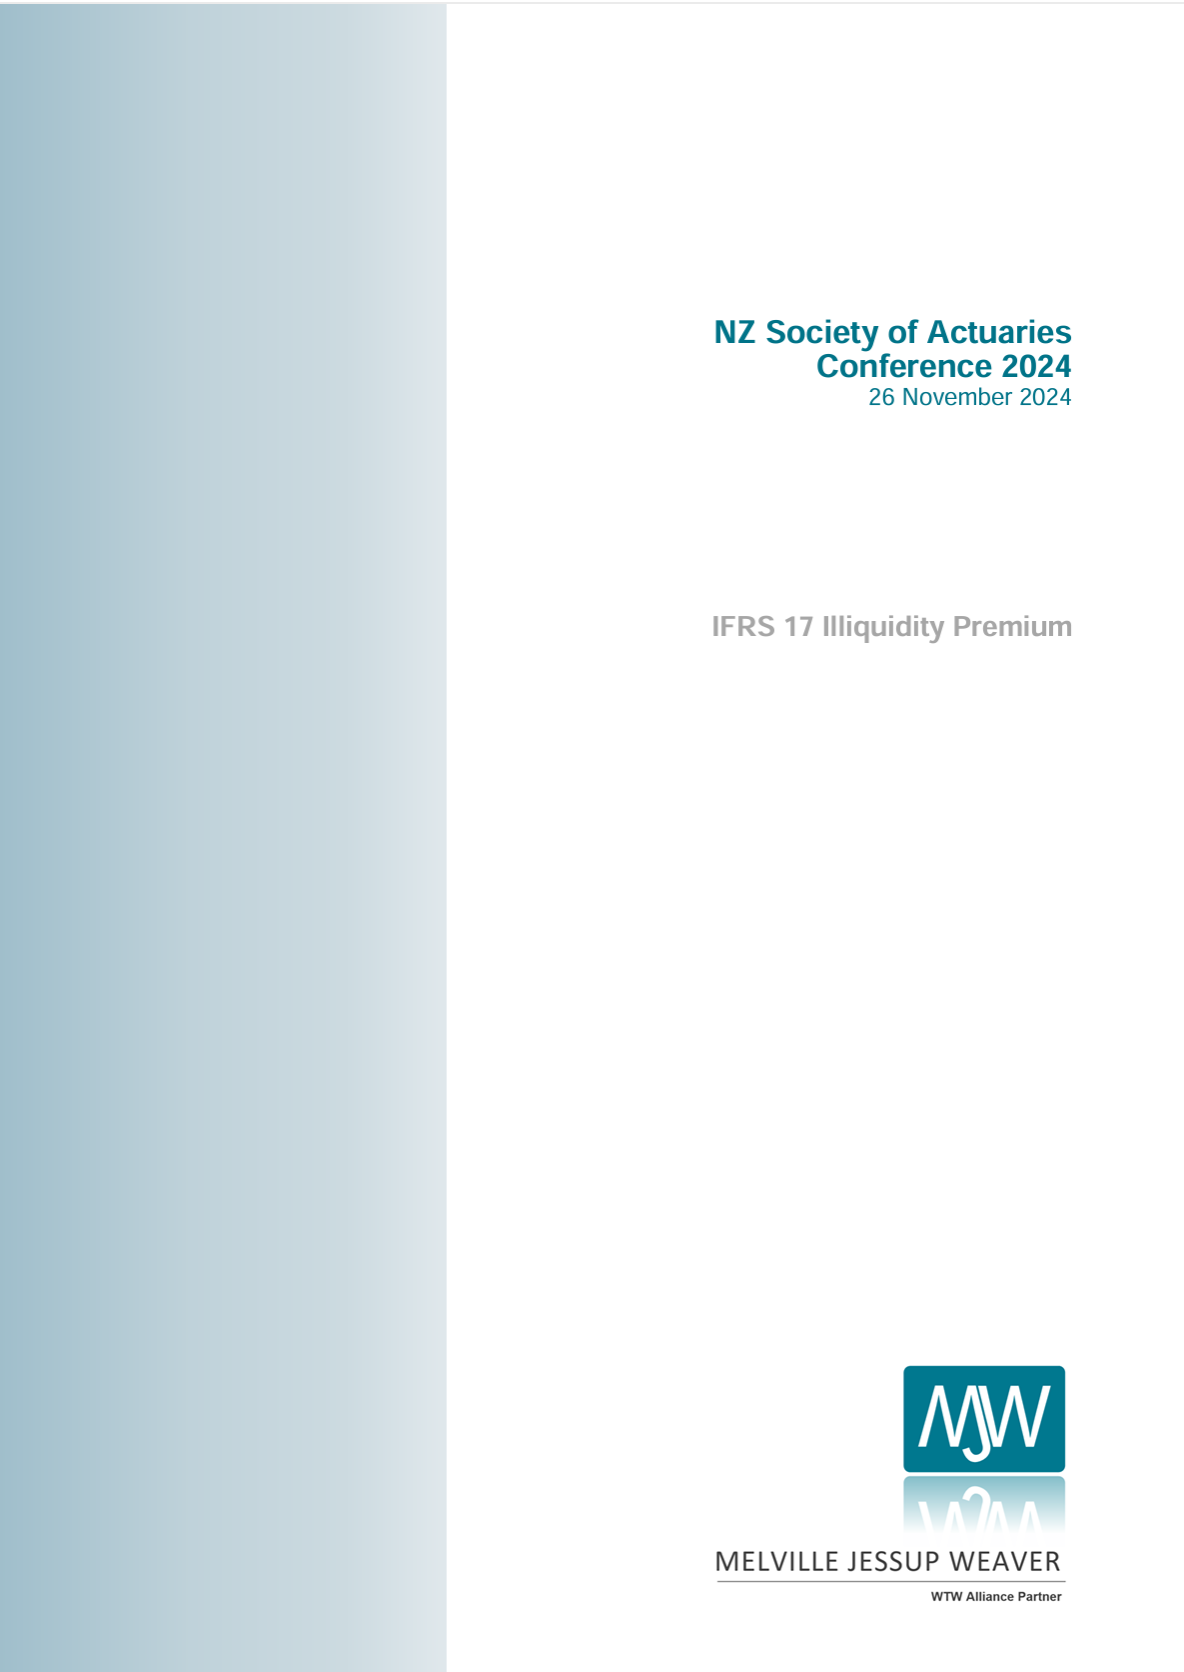 NZ Society of Actuaries
Conference 2024
26 November 2024
IFRS 17 Illiquidity Premium
MJW
MELVILLE JESSUP WEAVER
WTW Alliance Partner